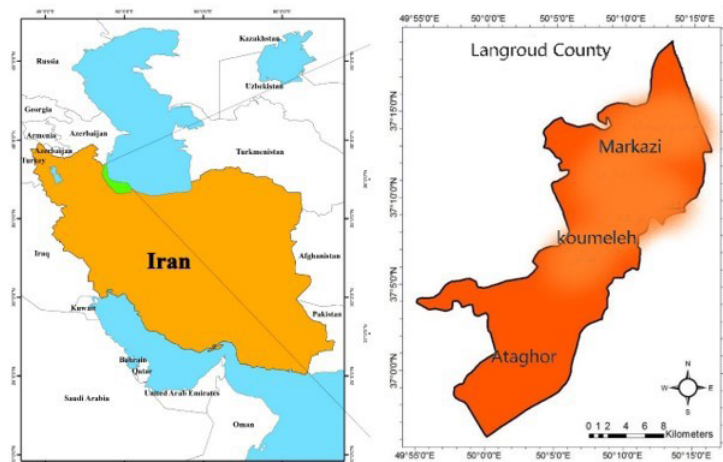 Kazakhstan
Russia
Uzbekistan
Georgia
Armenia
Azerbaijan
Azerbaijan
Turkey
Turkmenistan
Iran
Iraq
Afghanistan
Kuwait
Pakistan
Bahrain
Qatar
United Arab Emirates
Saudi Arabia
Oman
49°55'0"E 50°0'0"E 50°5'0"E 50°10'0"E 50°15'0"E
Langroud County
37°15'0"N
Markazi
37°10'0"N
koumeleh
37°5'0"N
Ataghor
37°0'0"N
N
W E
S
0 1 2 4 6 8
Kilometers
49°55'0"E 50°0'0"E 50°5'0"E 50°10'0"E 50°15'0"E